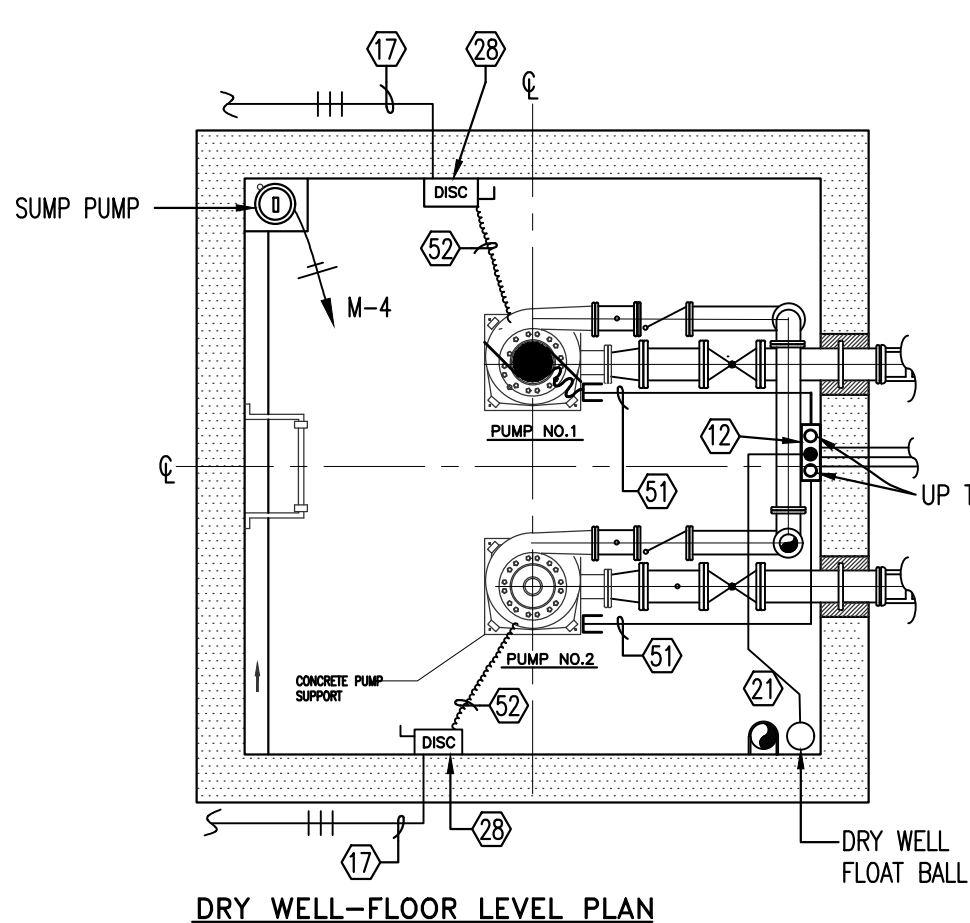 17
28
℄
DISC
SUMP PUMP
52
M-4
PUMP NO.1
12
℄
51
UP T
PUMP NO.2
51
CONCRETE PUMP
SUPPORT
21
52
DISC
28
17
DRY WELL
FLOAT BALL
DRY WELL-FLOOR LEVEL PLAN